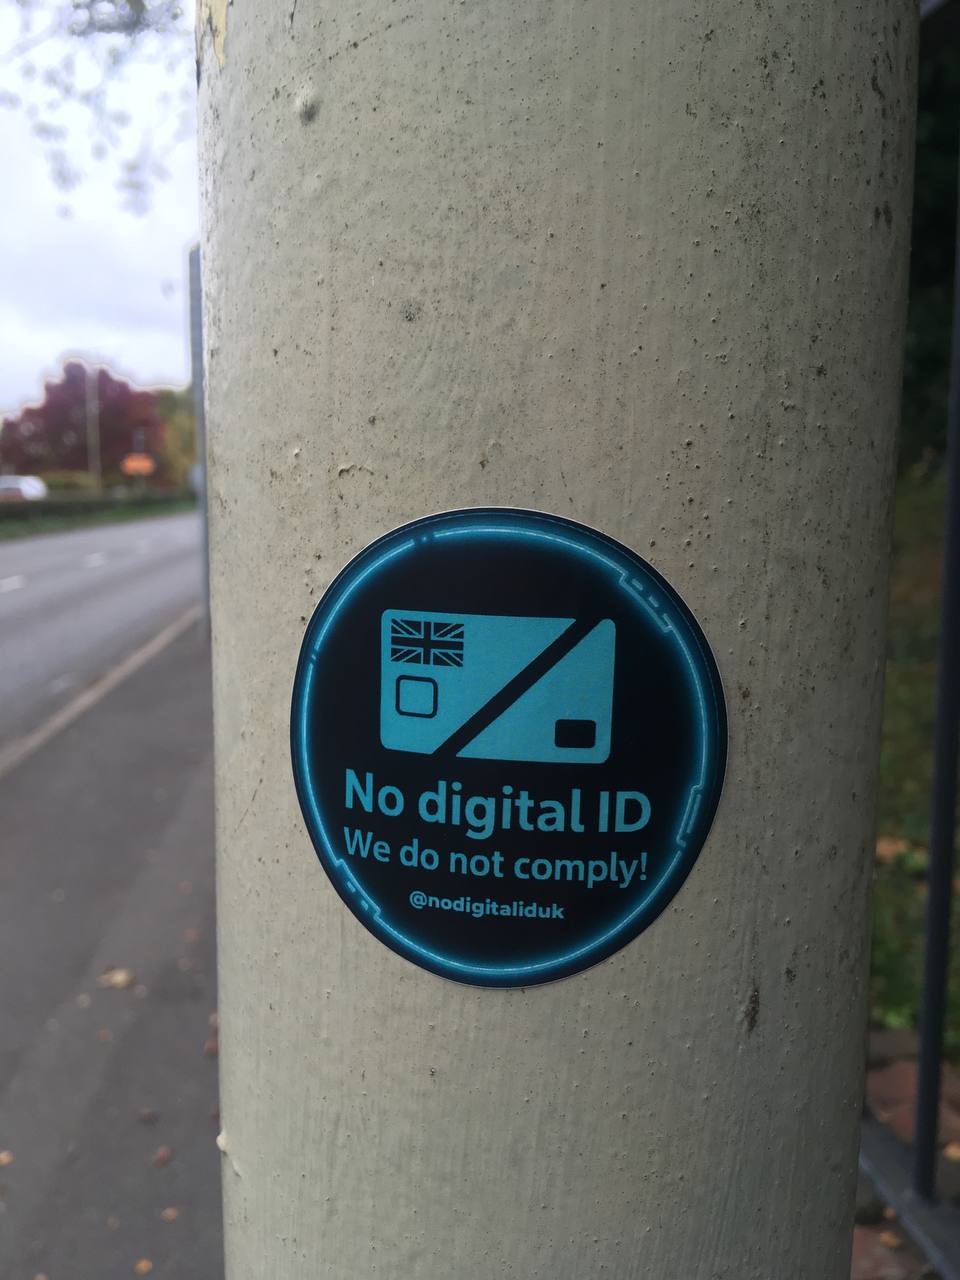 No digital ID
We do not comply!
@nodigitaliduk